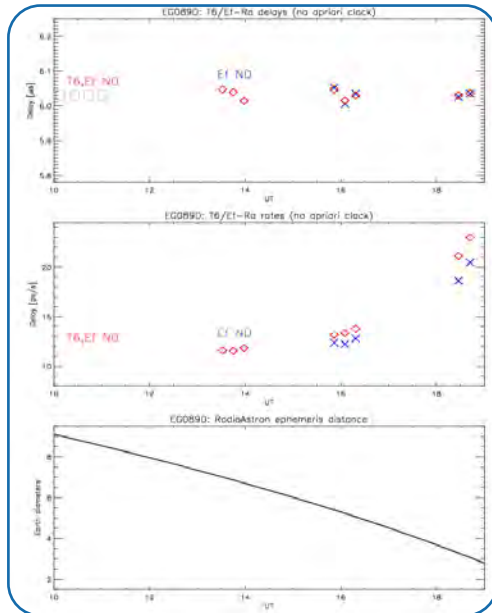 EG089D: T6/Ef-Ra delays (no apriori clock)
6.2
6.1
6.0
5.9
5.8
Delay [μs]
T6,Ef NO
Ef NO
10 12 14 16 18
UT
EG089D: T6/Ef-Ra rates (no apriori clock)
20
15
10
Delay [ps/s]
T6,Ef NO
Ef NO
10 12 14 16 18
UT
EG089D: RadioAstron ephemeris distance
8
6
4
2
Earth diameters
10 12 14 16 18
UT